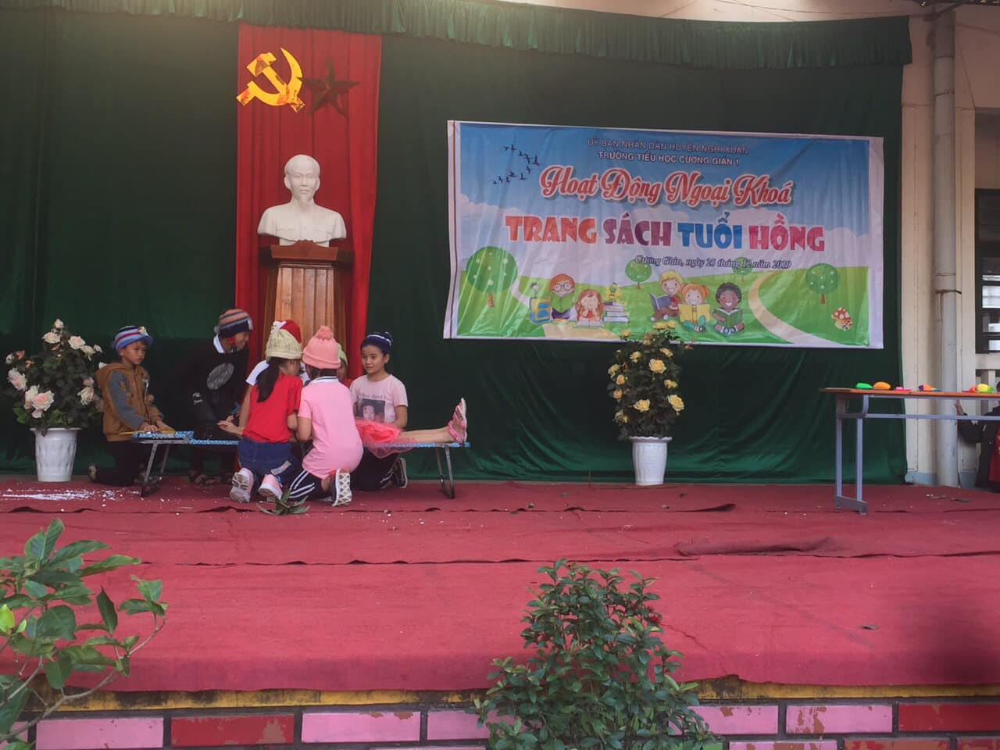 UỶ BAN NHÂN DÂN HUYỆN NGHI XUÂN
TRƯỜNG TIỂU HỌC CƯƠNG GIÁN 1
Hoạt Động Ngoại Khoá
TRANG SÁCH TUỔI HỒNG
Cương Gián, ngày 25 tháng 12 năm 2019